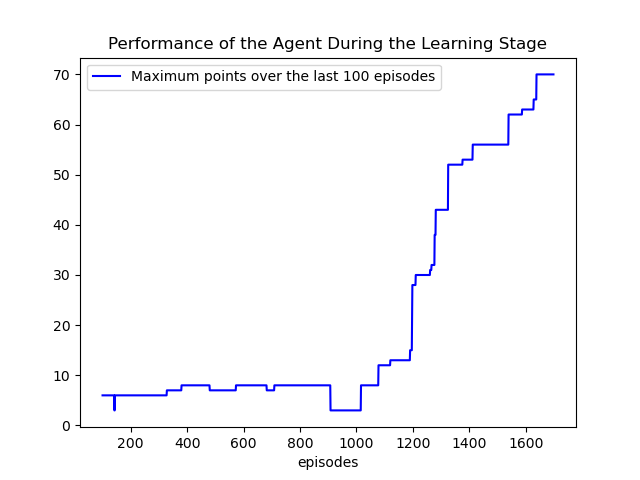 Performance of the Agent During the Learning Stage
Maximum points over the last 100 episodes
70
60
50
40
30
20
10
0
200 400 600 800 1000 1200 1400 1600
episodes